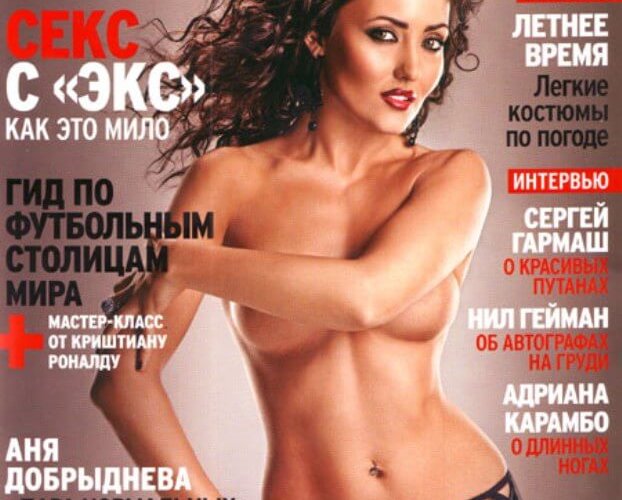 СЕКС
С «ЭКС»
КАК ЭТО МИЛО
ГИД ПО
ФУТБОЛЬНЫМ
СТОЛИЦАМ
МИРА
+ МАСТЕР-КЛАСС
ОТ КРИШТИАНУ
РОНАЛДУ
АНЯ
ДОБРЫДНЕВА
ЛЕТНЕЕ
ВРЕМЯ
Легкие
костюмы
по погоде
ИНТЕРВЬЮ
СЕРГЕЙ
ГАРМАШ
О КРАСИВЫХ
ПУТАНАХ
НИЛ ГЕЙМАН
ОБ АВТОГРАФАХ
НА ГРУДИ
АДРИАНА
КАРАМБО
О ДЛИННЫХ
НОГАХ